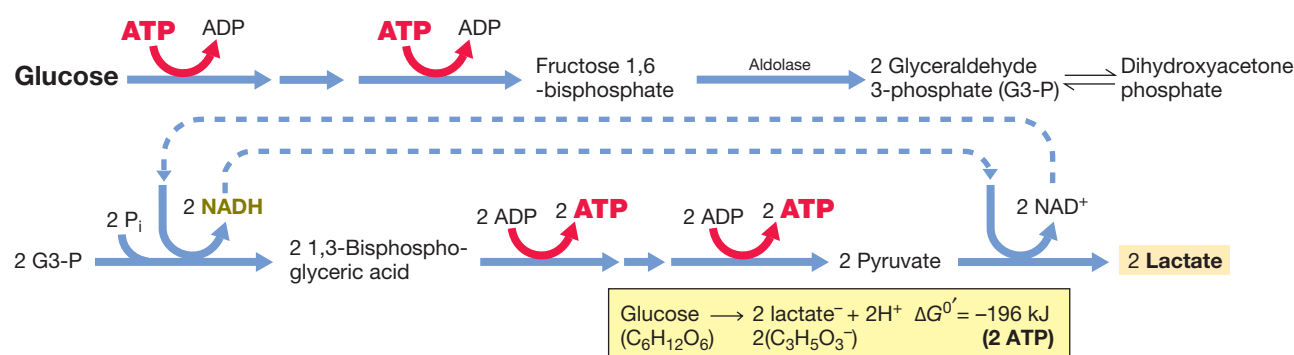 ATP ADP ATP ADP
Glucose
Fructose 1,6
-bisphosphate
Aldolase
2 Glyceraldehyde
3-phosphate (G3-P)
Dihydroxyacetone
phosphate
2 G3-P
2 Pi
2 NADH
2 1,3-Bisphospho-
glyceric acid
2 ADP 2 ATP
2 ADP 2 ATP
2 Pyruvate
2 NAD+
2 Lactate
Glucose ⟶ 2 lactate– + 2H+ ΔG0′ = –196 kJ
(C6H12O6) 2(C3H5O3–) (2 ATP)